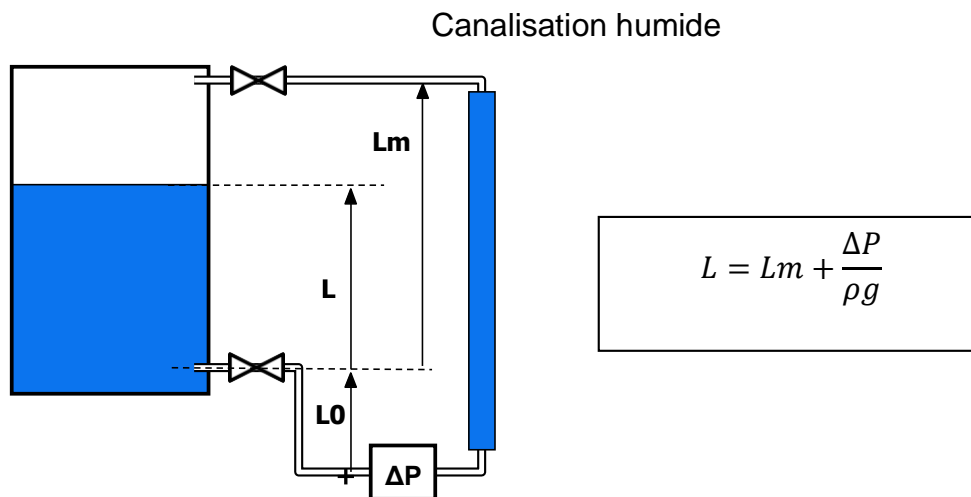 Canalisation humide
Lm
L
L0
+
ΔP
L = Lm + ΔP/ρg